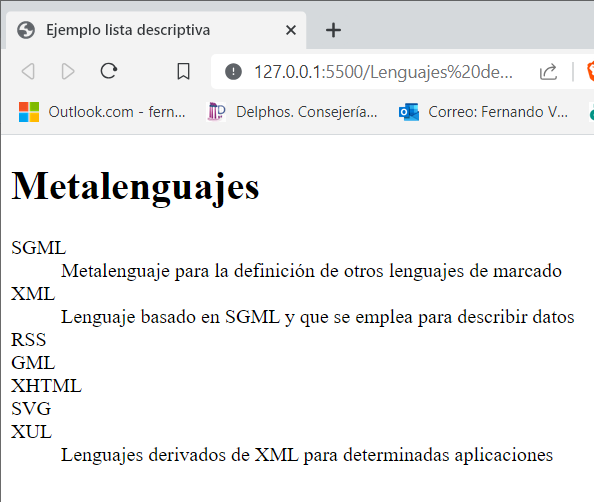 Ejemplo lista descriptiva
127.0.0.1:5500/Lenguajes%20de...
Outlook.com - fern...
Delphos. Consejería...
Correo: Fernando V...
Metalenguajes
SGML
Metalenguaje para la definición de otros lenguajes de marcado
XML
Lenguaje basado en SGML y que se emplea para describir datos
RSS
GML
XHTML
SVG
XUL
Lenguajes derivados de XML para determinadas aplicaciones